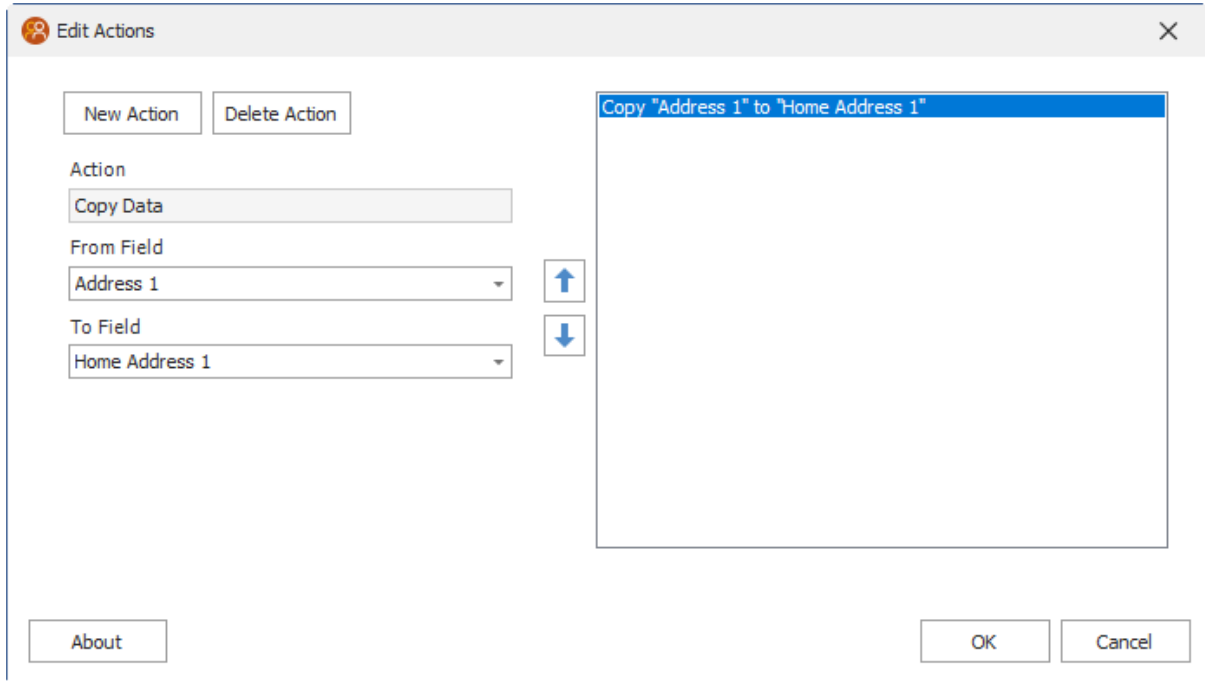 Edit Actions
New Action
Delete Action
Copy "Address 1" to "Home Address 1"
Action
Copy Data
From Field
Address 1
To Field
Home Address 1
About
OK
Cancel